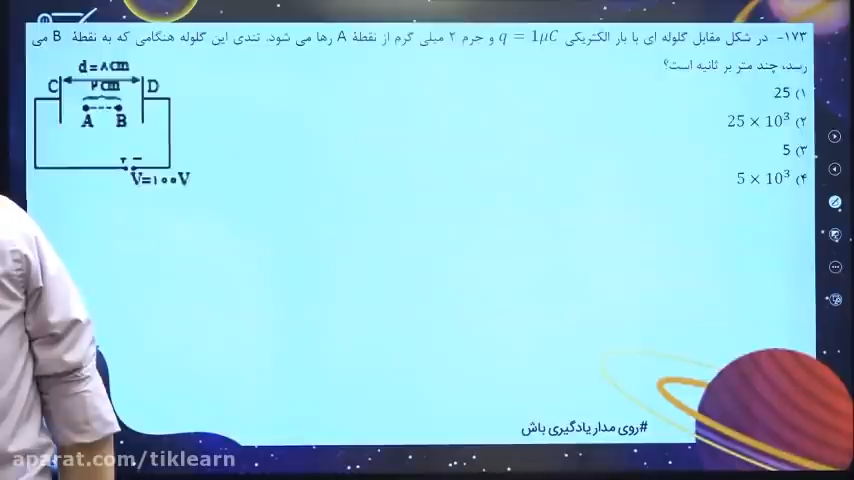 ۱۷۳- در شکل مقابل گلوله ای با بار الکتریکی q = 1μC و جرم ۲ میلی گرم از نقطهٔ A رها می شود. تندی این گلوله هنگامی که به نقطهٔ B می
رسد، چند متر بر ثانیه است؟
۱) 25
۲) 25 × 10³
۳) 5
۴) 5 × 10³
d = ۸cm
C D
cm
A B
+ −
V=۱۰۰V
#روی مدار یادگیری باش
aparat.com/tiklearn